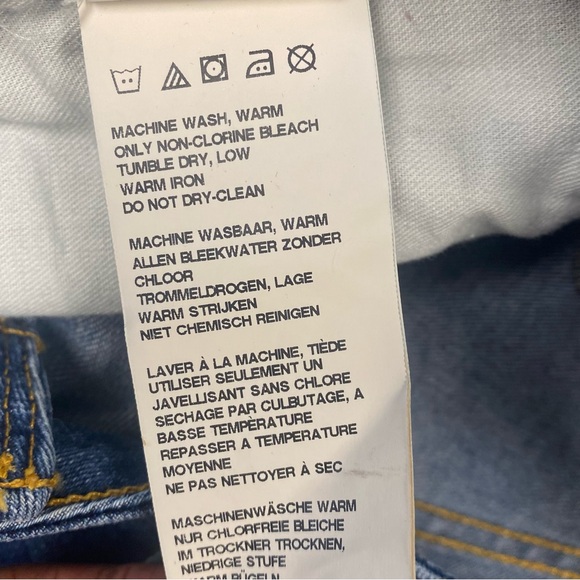 MACHINE WASH, WARM
ONLY NON-CLORINE BLEACH
TUMBLE DRY, LOW
WARM IRON
DO NOT DRY-CLEAN
MACHINE WASBAAR, WARM
ALLEN BLEEKWATER ZONDER
CHLOOR
TROMMELDROGEN, LAGE
WARM STRIJKEN
NIET CHEMISCH REINIGEN
LAVER À LA MACHINE, TIÈDE
UTILISER SEULEMENT UN
JAVELLISANT SANS CHLORE
SECHAGE PAR CULBUTAGE, A
BASSE TEMPÈRATURE
REPASSER A TEMPERATURE
MOYENNE
NE PAS NETTOYER À SEC
MASCHINENWÄSCHE WARM
NUR CHLORFREIE BLEICHE
IM TROCKNER TROCKNEN,
NIEDRIGE STUFE
WARM BÜGELN